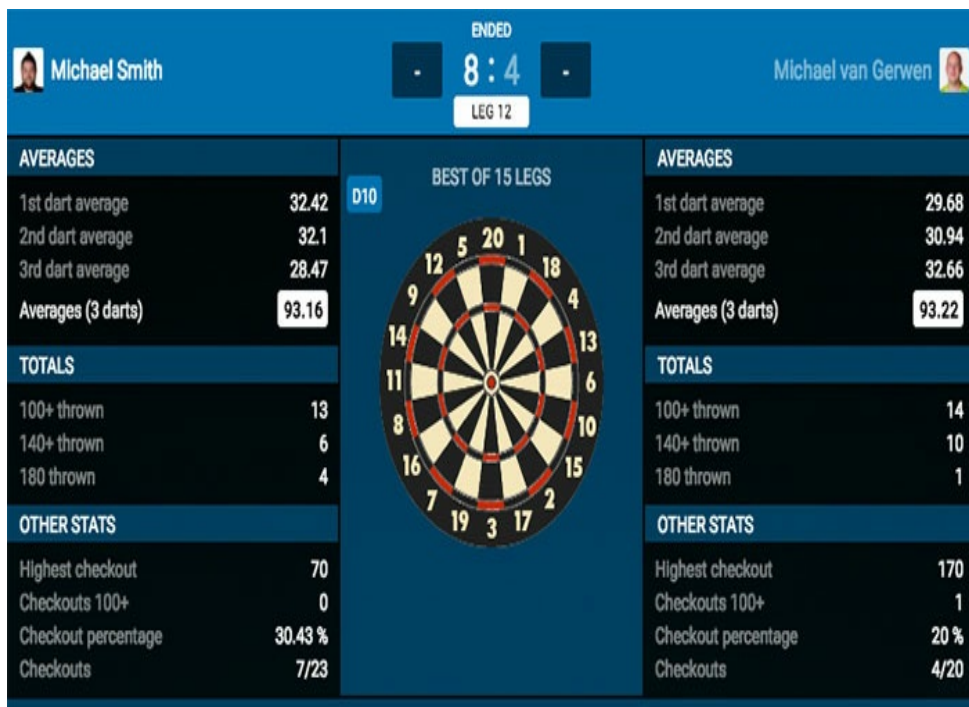 ENDED
Michael Smith
- 8 : 4 -
Michael van Gerwen
LEG 12
AVERAGES
1st dart average 32.42
2nd dart average 32.1
3rd dart average 28.47
Averages (3 darts) 93.16
TOTALS
100+ thrown 13
140+ thrown 6
180 thrown 4
OTHER STATS
Highest checkout 70
Checkouts 100+ 0
Checkout percentage 30.43 %
Checkouts 7/23
BEST OF 15 LEGS
D10
20 1 18 4 13 6 10 15 2 17 3 19 7 16 8 11 14 9 12 5
AVERAGES
1st dart average 29.68
2nd dart average 30.94
3rd dart average 32.66
Averages (3 darts) 93.22
TOTALS
100+ thrown 14
140+ thrown 10
180 thrown 1
OTHER STATS
Highest checkout 170
Checkouts 100+ 1
Checkout percentage 20 %
Checkouts 4/20